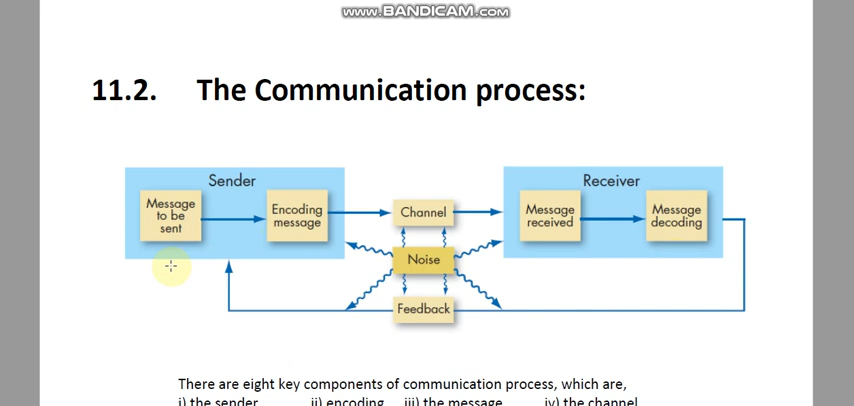 www.BANDICAM.COM
11.2. The Communication process:
Sender
Message
to be
sent
Encoding
message
Channel
Noise
Feedback
Receiver
Message
received
Message
decoding
There are eight key components of communication process, which are,
i) the sender ii) encoding iii) the message iv) the channel